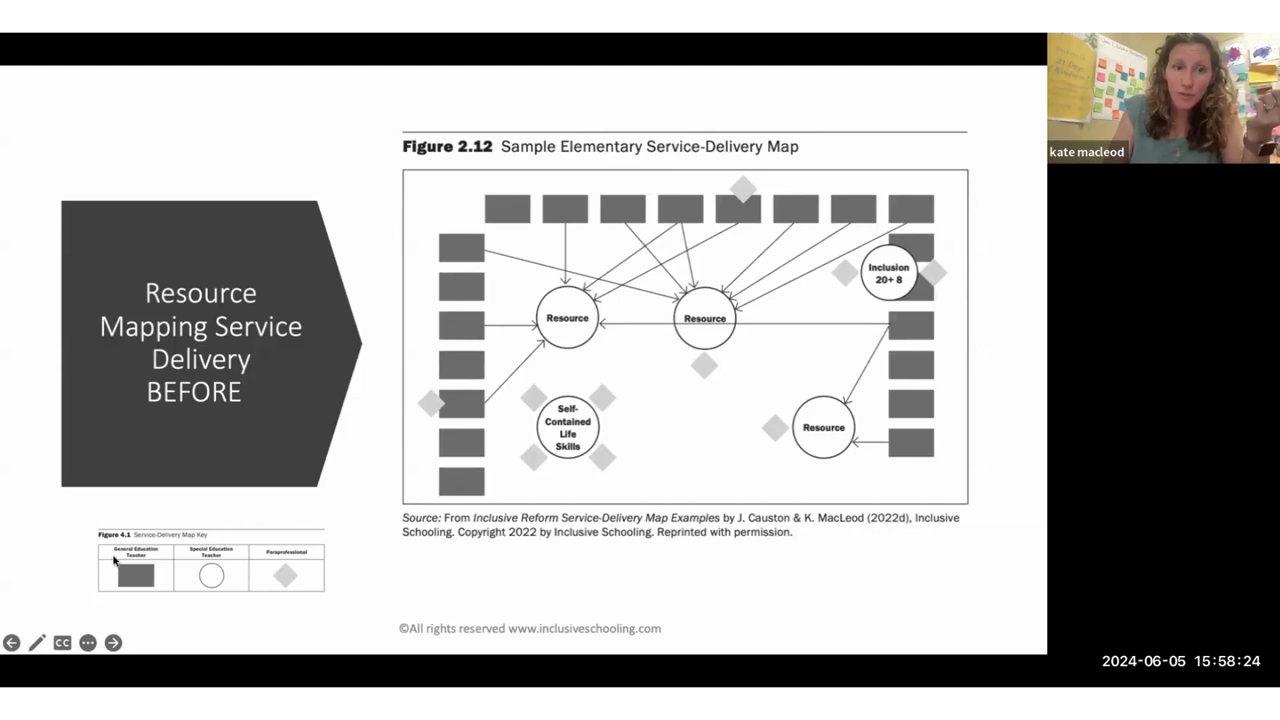 kate macleod
Figure 2.12 Sample Elementary Service-Delivery Map
Inclusion
20+ 8
Resource
Resource
Self-
Contained
Life
Skills
Resource
Resource
Mapping Service
Delivery
BEFORE
Source: From Inclusive Reform Service-Delivery Map Examples by J. Causton & K. MacLeod (2022d), Inclusive
Schooling. Copyright 2022 by Inclusive Schooling. Reprinted with permission.
Figure 4.1 Service-Delivery Map Key
General Education
Teacher
Special Education
Teacher
Paraprofessional
©All rights reserved www.inclusiveschooling.com
CC
2024-06-05 15:58:24